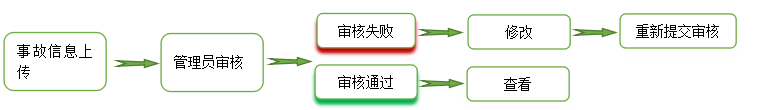 事故信息上
传
管理员审核
审核失败
修改
重新提交审核
审核通过
查看